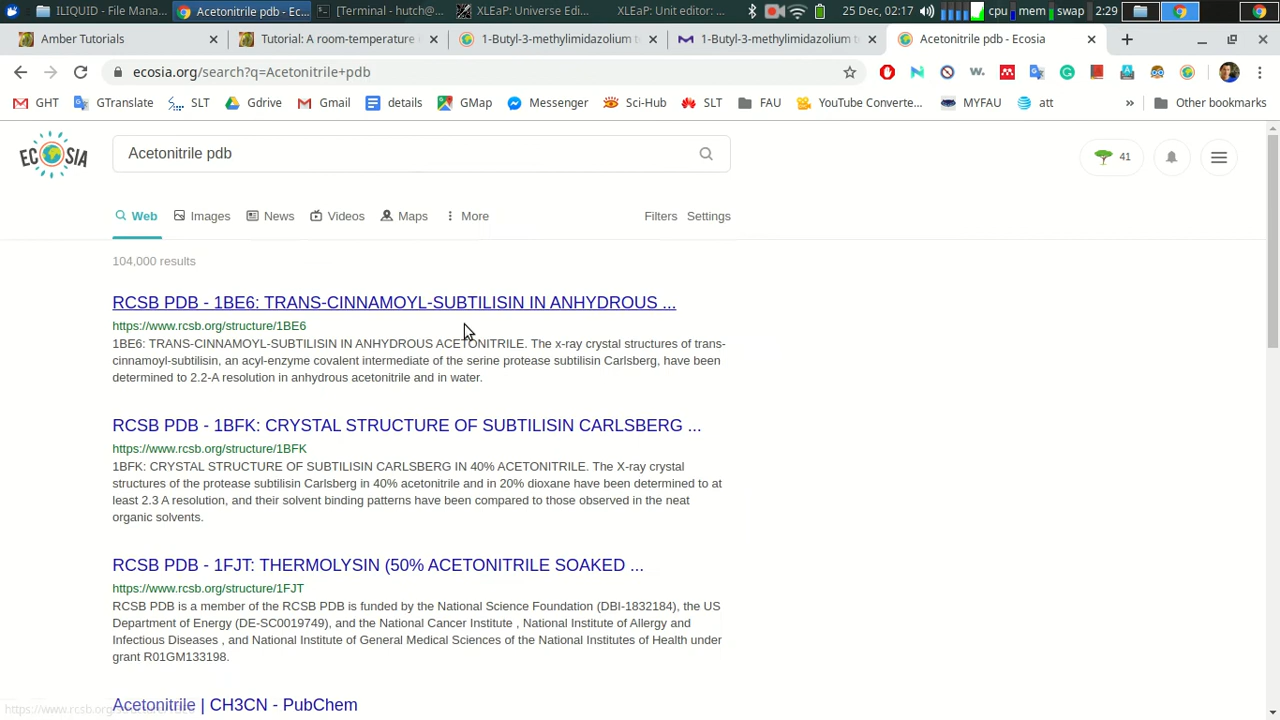 ILIQUID - File Mana...
Acetonitrile pdb - Ec...
[Terminal - hutch@...
XLEaP: Universe Edi...
XLEaP: Unit editor ...
25 Dec, 02:17
cpu
mem
swap
2:29
Amber Tutorials
Tutorial: A room-temperature
1-Butyl-3-methylimidazolium t
1-Butyl-3-methylimidazolium t
Acetonitrile pdb - Ecosia
ecosia.org/search?q=Acetonitrile+pdb
GHT
GTranslate
SLT
Gdrive
Gmail
details
GMap
Messenger
Sci-Hub
SLT
FAU
YouTube Converte...
MYFAU
att
»
Other bookmarks
ECOSIA
Acetonitrile pdb
41
Web
Images
News
Videos
Maps
More
Filters
Settings
104,000 results
RCSB PDB - 1BE6: TRANS-CINNAMOYL-SUBTILISIN IN ANHYDROUS ...
https://www.rcsb.org/structure/1BE6
1BE6: TRANS-CINNAMOYL-SUBTILISIN IN ANHYDROUS ACETONITRILE. The x-ray crystal structures of trans-
cinnamoyl-subtilisin, an acyl-enzyme covalent intermediate of the serine protease subtilisin Carlsberg, have been
determined to 2.2-A resolution in anhydrous acetonitrile and in water.
RCSB PDB - 1BFK: CRYSTAL STRUCTURE OF SUBTILISIN CARLSBERG ...
https://www.rcsb.org/structure/1BFK
1BFK: CRYSTAL STRUCTURE OF SUBTILISIN CARLSBERG IN 40% ACETONITRILE. The X-ray crystal
structures of the protease subtilisin Carlsberg in 40% acetonitrile and in 20% dioxane have been determined to at
least 2.3 A resolution, and their solvent binding patterns have been compared to those observed in the neat
organic solvents.
RCSB PDB - 1FJT: THERMOLYSIN (50% ACETONITRILE SOAKED ...
https://www.rcsb.org/structure/1FJT
RCSB PDB is a member of the RCSB PDB is funded by the National Science Foundation (DBI-1832184), the US
Department of Energy (DE-SC0019749), and the National Cancer Institute , National Institute of Allergy and
Infectious Diseases , and National Institute of General Medical Sciences of the National Institutes of Health under
grant R01GM133198.
Acetonitrile | CH3CN - PubChem